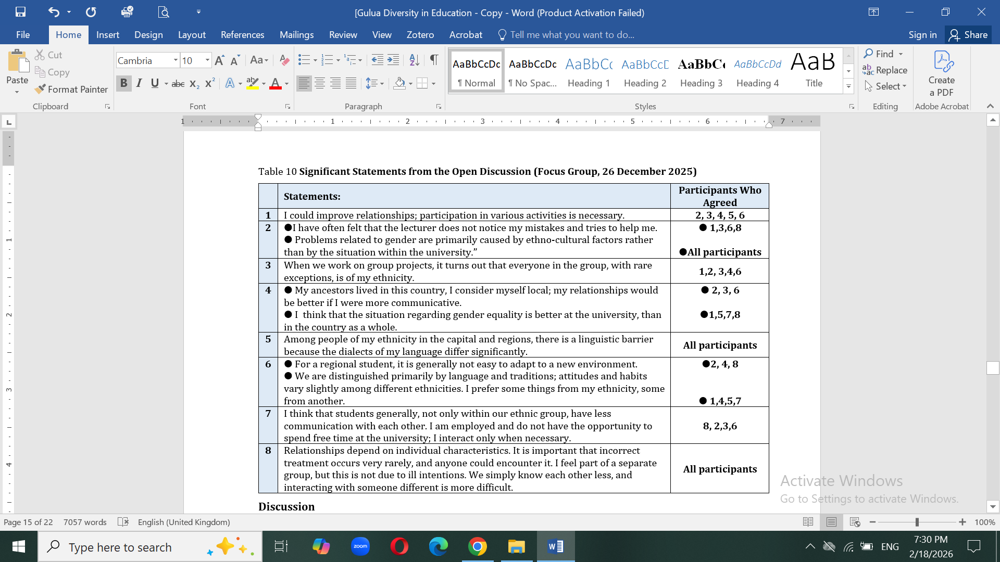 [Gulua Diversity in Education - Copy - Word (Product Activation Failed)
File Home Insert Design Layout References Mailings Review View Zotero Acrobat Tell me what you want to do... Sign in Share
Paste
Cut
Copy
Format Painter
Clipboard
Cambria 10
Font
Paragraph
AaBbCcDc AaBbCcDc AaBbCc AaBbCcD AaBbCc AaBbCcDd AaB
¶ Normal ¶ No Spac... Heading 1 Heading 2 Heading 3 Heading 4 Title
Styles
Find
Replace
Select
Editing
Create
a PDF
Adobe Acrobat
1 1 2 3 4 5 6 7
Table 10 Significant Statements from the Open Discussion (Focus Group, 26 December 2025)
Statements: Participants Who
Agreed
1 I could improve relationships; participation in various activities is necessary. 2, 3, 4, 5, 6
2 ●I have often felt that the lecturer does not notice my mistakes and tries to help me. ● 1,3,6,8
● Problems related to gender are primarily caused by ethno-cultural factors rather
than by the situation within the university.” ●All participants
3 When we work on group projects, it turns out that everyone in the group, with rare
exceptions, is of my ethnicity. 1,2, 3,4,6
4 ● My ancestors lived in this country, I consider myself local; my relationships would ● 2, 3, 6
be better if I were more communicative.
● I  think that the situation regarding gender equality is better at the university, than ●1,5,7,8
in the country as a whole.
5 Among people of my ethnicity in the capital and regions, there is a linguistic barrier
because the dialects of my language differ significantly. All participants
6 ● For a regional student, it is generally not easy to adapt to a new environment. ●2, 4, 8
● We are distinguished primarily by language and traditions; attitudes and habits
vary slightly among different ethnicities. I prefer some things from my ethnicity, some
from another. ● 1,4,5,7
7 I think that students generally, not only within our ethnic group, have less
communication with each other. I am employed and do not have the opportunity to 8, 2,3,6
spend free time at the university; I interact only when necessary.
8 Relationships depend on individual characteristics. It is important that incorrect
treatment occurs very rarely, and anyone could encounter it. I feel part of a separate
group, but this is not due to ill intentions. We simply know each other less, and All participants
interacting with someone different is more difficult.
Discussion
Activate Windows
Go to Settings to activate Windows.
1
2
3
4
Page 15 of 22 7057 words English (United Kingdom) 100%
Type here to search zoom ENG 7:30 PM
2/18/2026